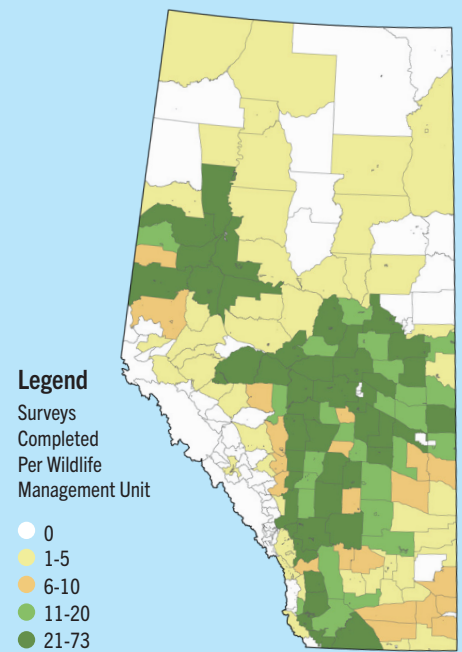 Legend
Surveys
Completed
Per Wildlife
Management Unit
0
1-5
6-10
11-20
21-73